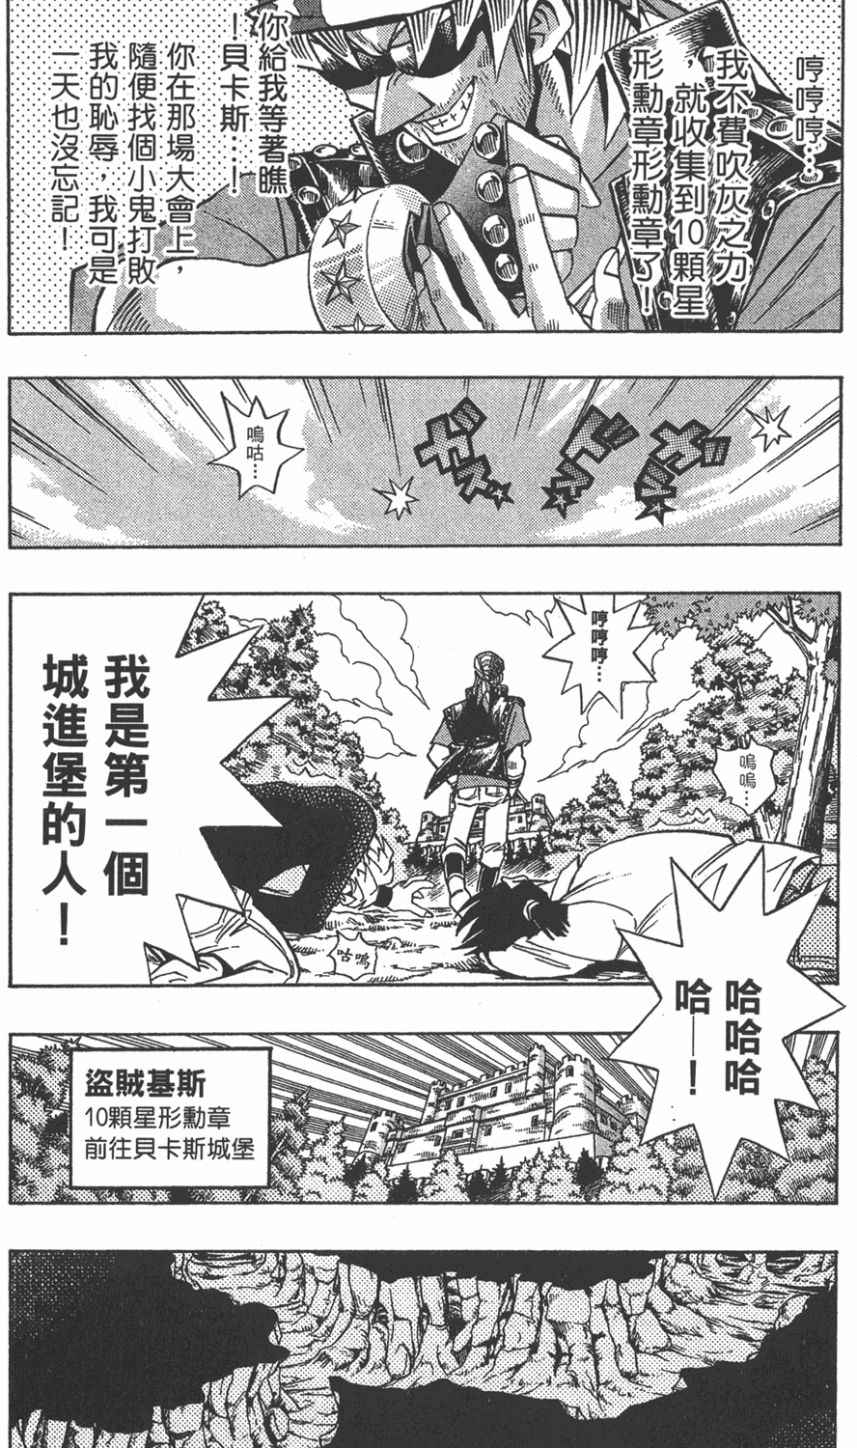 哼哼哼…
我不費吹灰之力
，就收集到10顆星
形勳章形勳章了！
你給我等著瞧
—貝卡斯…！
你在那場大會上，
隨便找個小鬼打敗
我的恥辱，我可是
一天也沒忘記！
ド
ド
ド
嗚咕…
哼哼哼…
嗚嗚…
我是第一個
城進堡的人！
咕嗚
哈哈哈
哈—！
盜賊基斯
10顆星形勳章
前往貝卡斯城堡